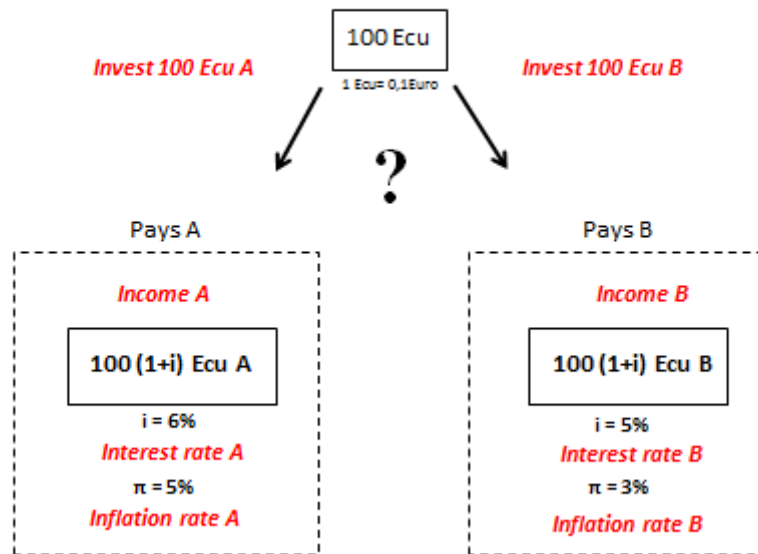 100 Ecu
Invest 100 Ecu A
Invest 100 Ecu B
1 Ecu= 0,1Euro
?
Pays A
Pays B
Income A
Income B
100 (1+i) Ecu A
100 (1+i) Ecu B
i = 6%
i = 5%
Interest rate A
Interest rate B
π = 5%
π = 3%
Inflation rate A
Inflation rate B